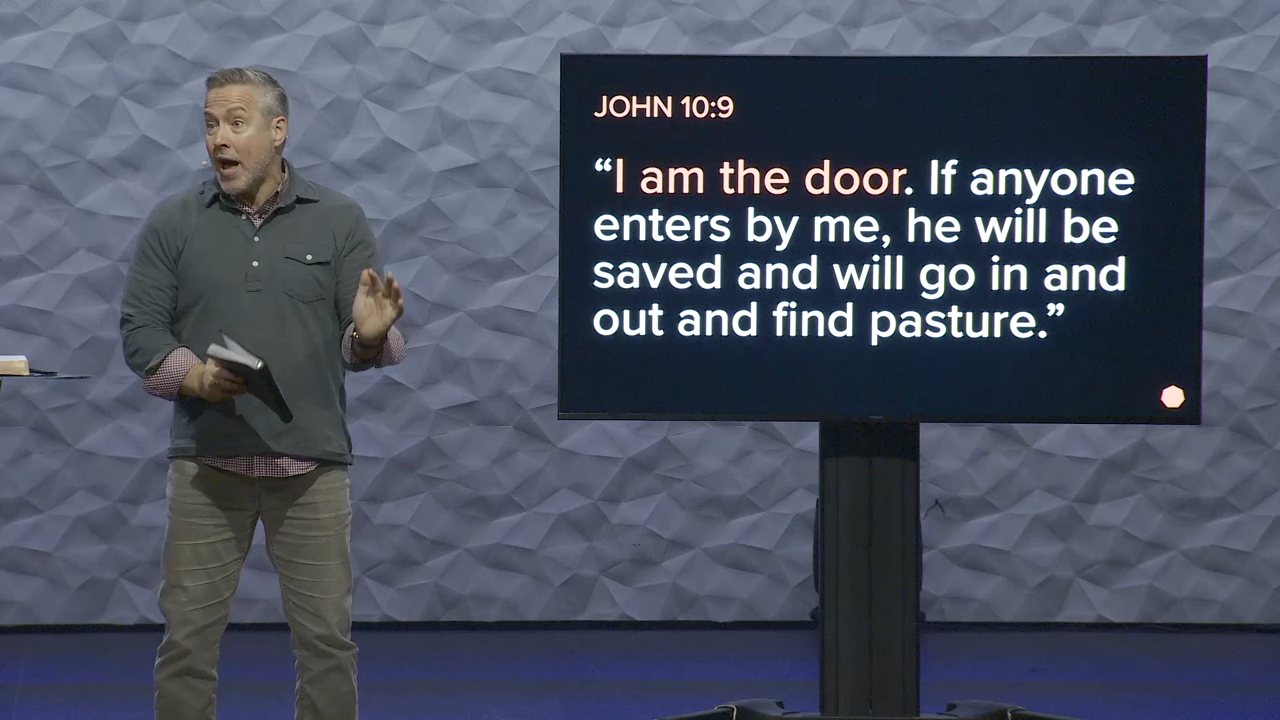 JOHN 10:9
“I am the door. If anyone
enters by me, he will be
saved and will go in and
out and find pasture.”